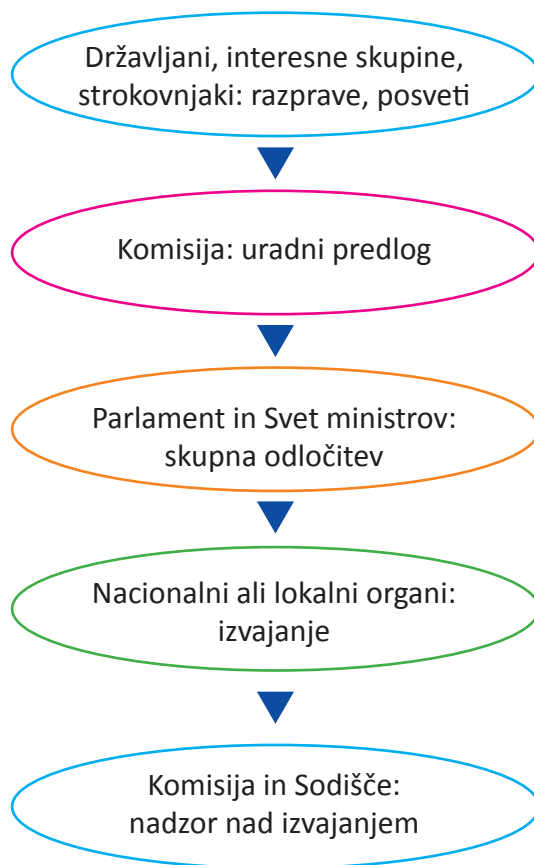 Državljani, interesne skupine,
strokovnjaki: razprave, posveti
Komisija: uradni predlog
Parlament in Svet ministrov:
skupna odločitev
Nacionalni ali lokalni organi:
izvajanje
Komisija in Sodišče:
nadzor nad izvajanjem